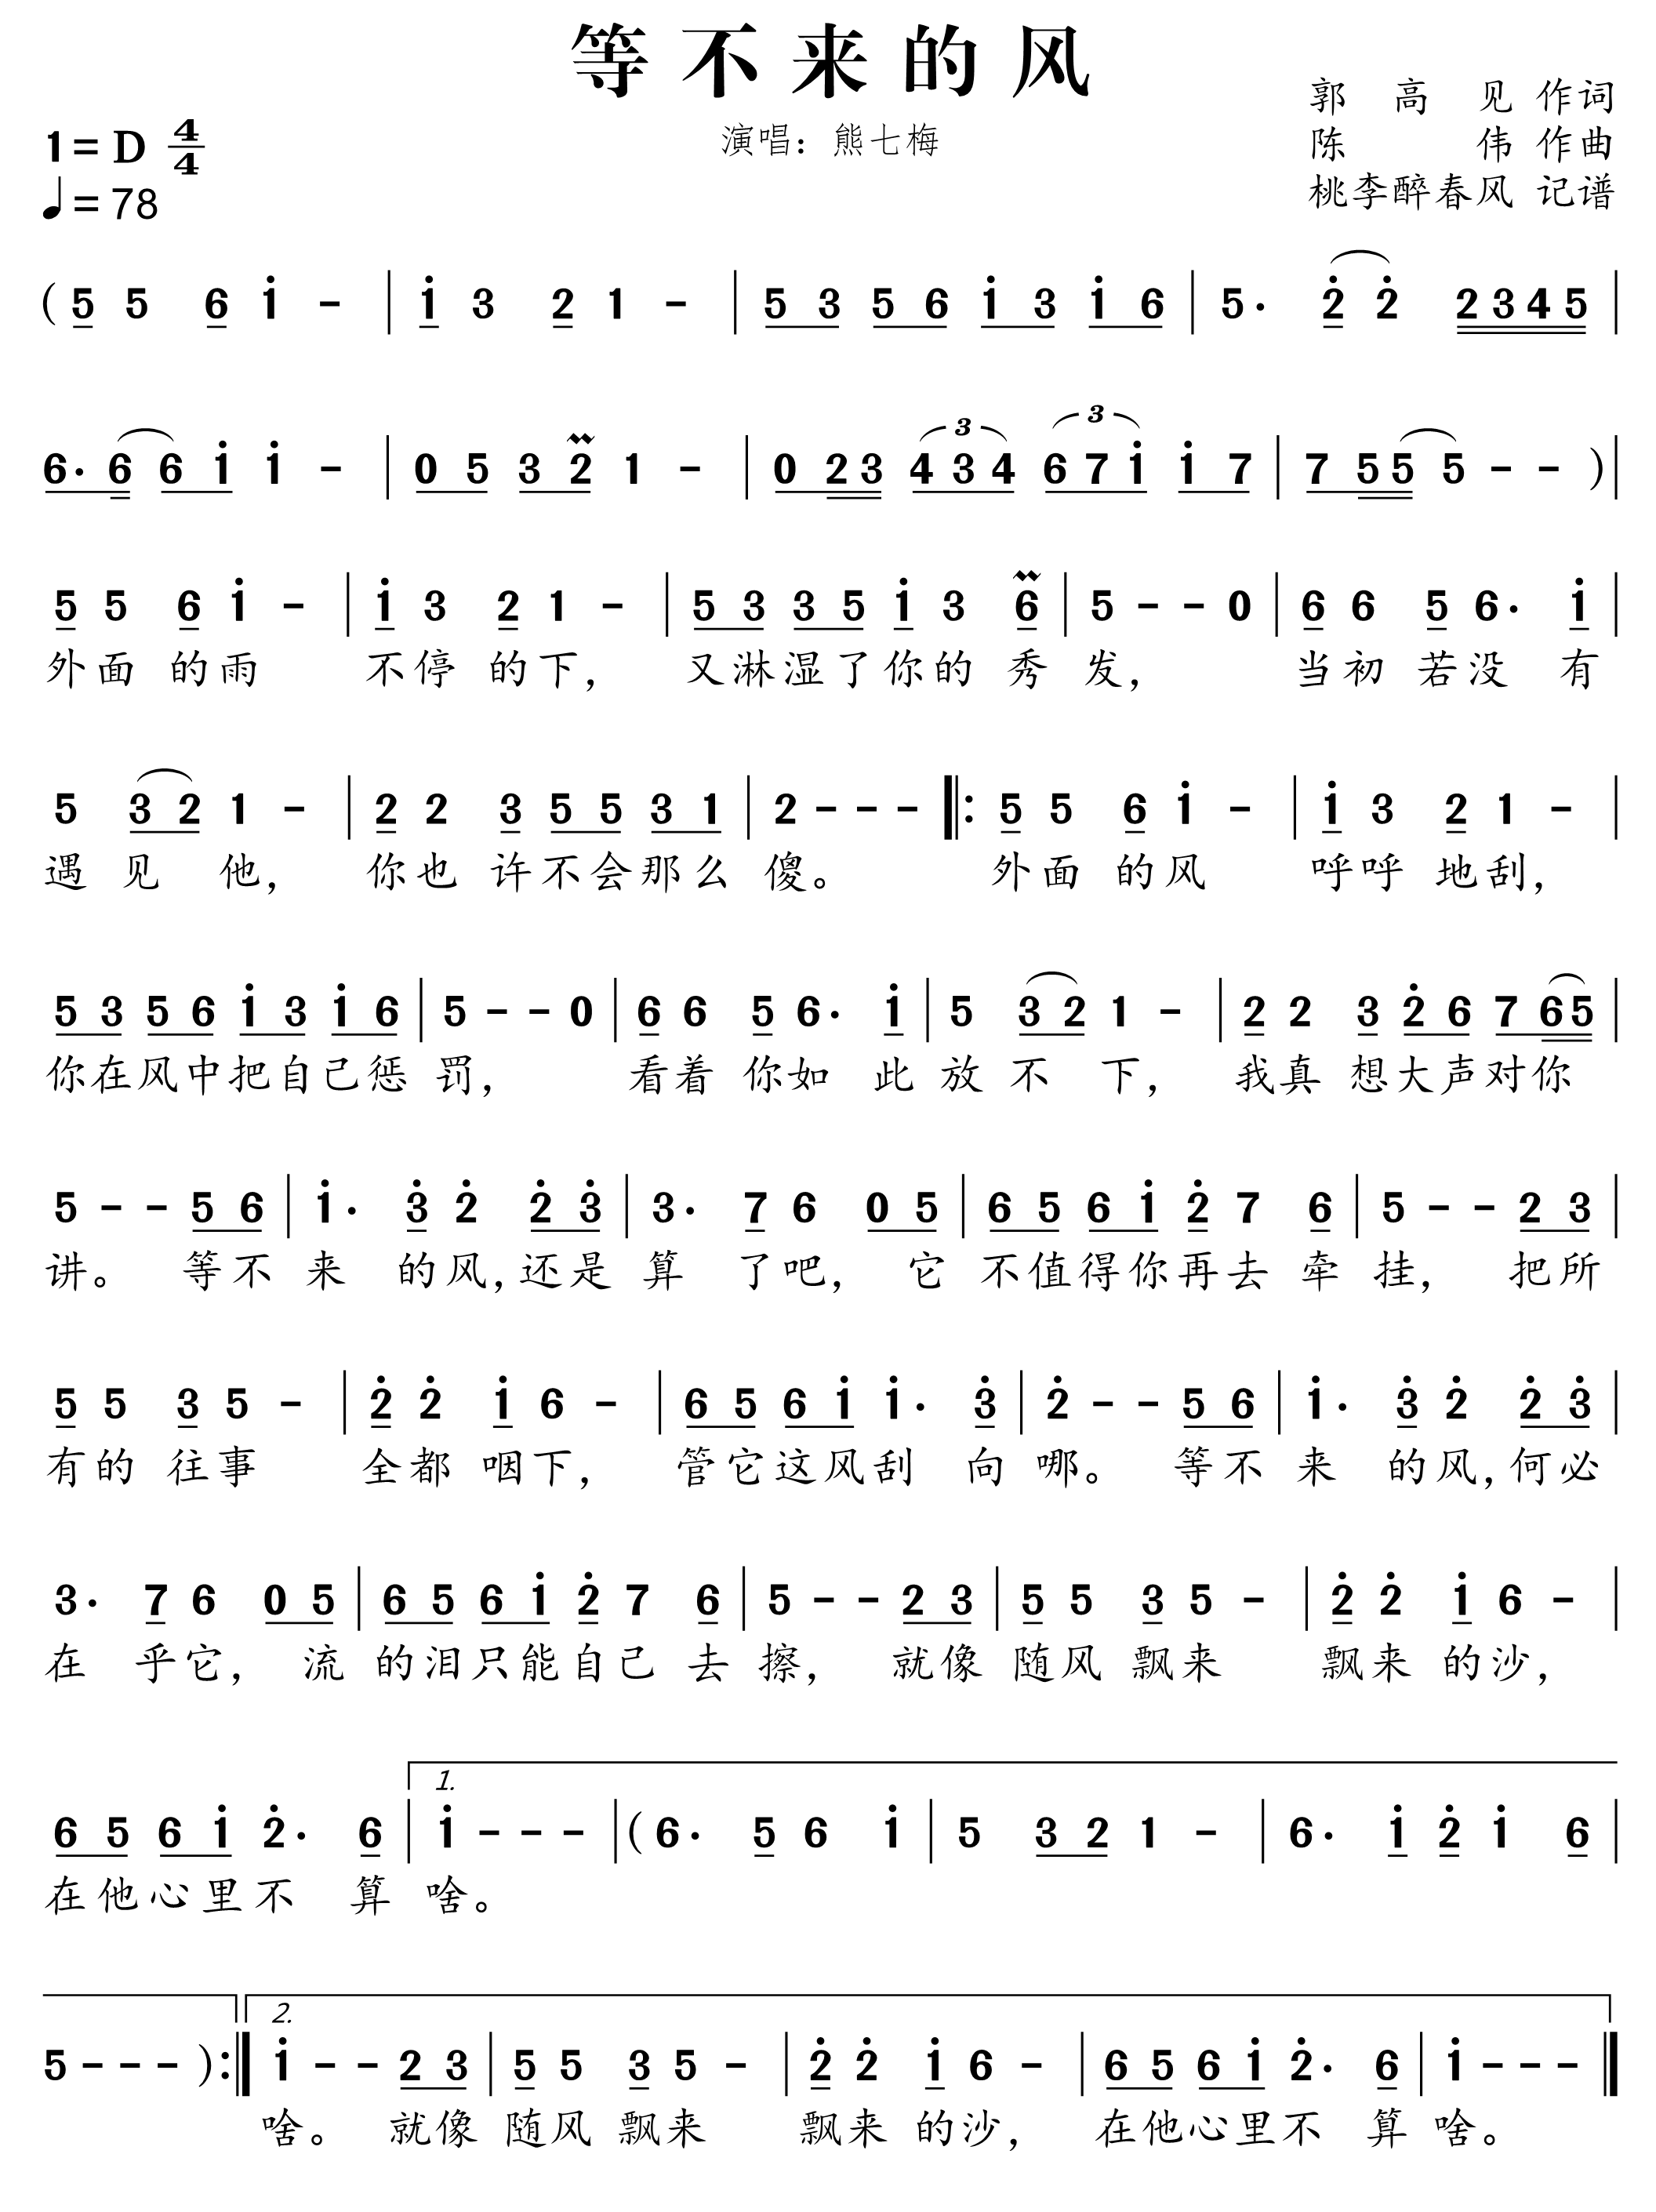 等不来的风
郭高见 作词
1=D 4/4
演唱：熊七梅
陈伟 作曲
♩=78
桃李醉春风 记谱
( 5 5 6 i - | i 3 2 1 - | 5 3 5 6 i 3 i 6 | 5. 2̇ 2̇ 2 3 4 5 |
6. 6 6 i i - | 0 5 3 2 1 - | 0 2 3 4 3 4 6 7 i i 7 | 7 5 5 5 - - ) |
3 3
5 5 6 i - | i 3 2 1 - | 5 3 3 5 i 3 6 | 5 - - 0 | 6 6 5 6. i |
外面的雨 不停的下， 又淋湿了你的秀发， 当初若没有
5 3 2 1 - | 2 2 3 5 5 3 1 | 2 - - - |: 5 5 6 i - | i 3 2 1 - |
遇见他， 你也许不会那么傻。 外面的风 呼呼地刮，
5 3 5 6 i 3 i 6 | 5 - - 0 | 6 6 5 6. i | 5 3 2 1 - | 2 2 3 2̇ 6 7 6 5 |
你在风中把自己惩罚， 看着你如此放不下， 我真想大声对你
5 - - 5 6 | i. 3̇ 2̇ 2̇ 3̇ | 3. 7 6 0 5 | 6 5 6 i 2̇ 7 6 | 5 - - 2 3 |
讲。 等不来的风，还是算了吧， 它不值得你再去牵挂， 把所
5 5 3 5 - | 2̇ 2̇ i 6 - | 6 5 6 i i. 3̇ | 2̇ - - 5 6 | i. 3̇ 2̇ 2̇ 3̇ |
有的往事 全都咽下， 管它这风刮向哪。 等不来的风，何必
3. 7 6 0 5 | 6 5 6 i 2̇ 7 6 | 5 - - 2 3 | 5 5 3 5 - | 2̇ 2̇ i 6 - |
在乎它， 流的泪只能自己去擦， 就像随风飘来 飘来的沙，
1.
6 5 6 i 2̇. 6 | i - - - | ( 6. 5 6 i | 5 3 2 1 - | 6. i 2̇ i 6 |
在他心里不算啥。
2.
5 - - - ) :| i - - 2 3 | 5 5 3 5 - | 2̇ 2̇ i 6 - | 6 5 6 i 2̇. 6 | i - - - |
啥。 就像随风飘来 飘来的沙， 在他心里不算啥。